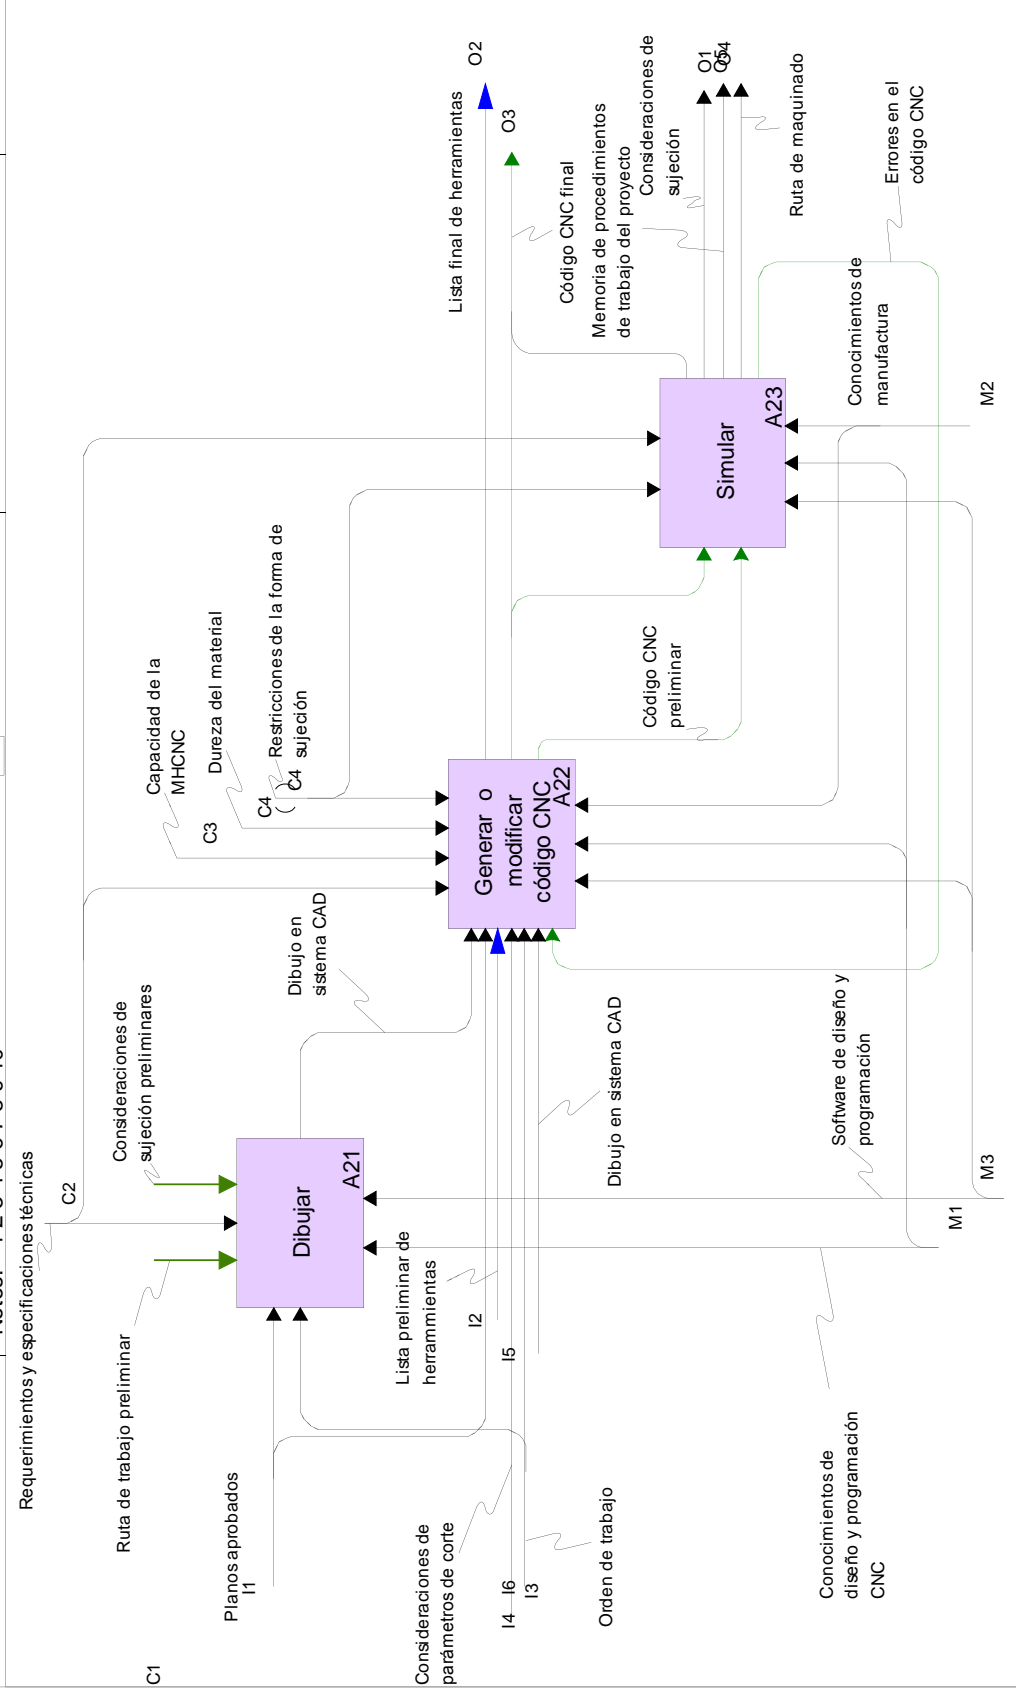 Requerimientos y especificaciones técnicas
C2
Ruta de trabajo preliminar
C1
Consideraciones de
sujeción preliminares
Capacidad de la
MHCNC
C3
Dureza del material
C4
C4
Restricciones de la forma de
sujeción
Planos aprobados
I1
Dibujar
A21
Dibujo en
sistema CAD
Lista preliminar de
herrammientas
I2
I5
Consideraciones de
parámetros de corte
I4
I6
I3
Orden de trabajo
Dibujo en sistema CAD
Generar o
modificar
código CNC
A22
Código CNC
preliminar
Simular
A23
Lista final de herramientas
O2
O3
Código CNC final
Memoria de procedimientos
de trabajo del proyecto
Consideraciones de
sujeción
O1
O5
O4
Ruta de maquinado
Errores en el
código CNC
Conocimientos de
manufactura
M2
Software de diseño y
programación
M3
M1
Conocimientos de
diseño y programación
CNC